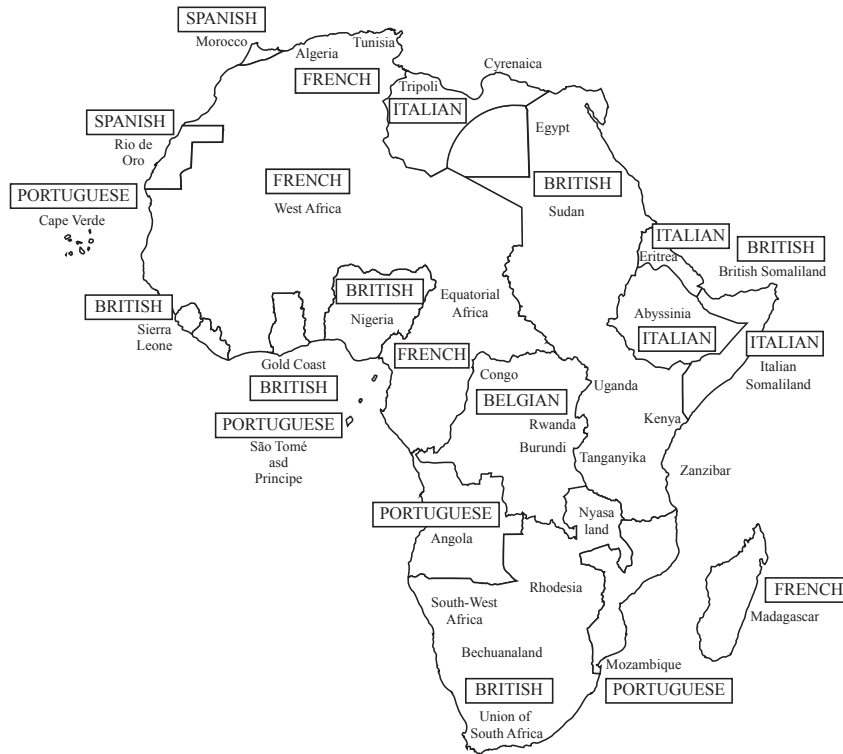 SPANISH
Morocco
Algeria
Tunisia
FRENCH
Cyrenaica
Tripoli
ITALIAN
SPANISH
Rio de
Oro
Egypt
PORTUGUESE
Cape Verde
FRENCH
West Africa
BRITISH
Sudan
ITALIAN
Eritrea
BRITISH
British Somaliland
BRITISH
Sierra
Leone
BRITISH
Nigeria
Equatorial
Africa
Abyssinia
ITALIAN
ITALIAN
Italian
Somaliland
Gold Coast
BRITISH
FRENCH
Congo
BELGIAN
Rwanda
Burundi
Uganda
Kenya
Tanganyika
Zanzibar
PORTUGUESE
São Tomé
asd
Principe
PORTUGUESE
Angola
Nyasa
land
Rhodesia
FRENCH
Madagascar
South-West
Africa
Bechuanaland
Mozambique
PORTUGUESE
BRITISH
Union of
South Africa